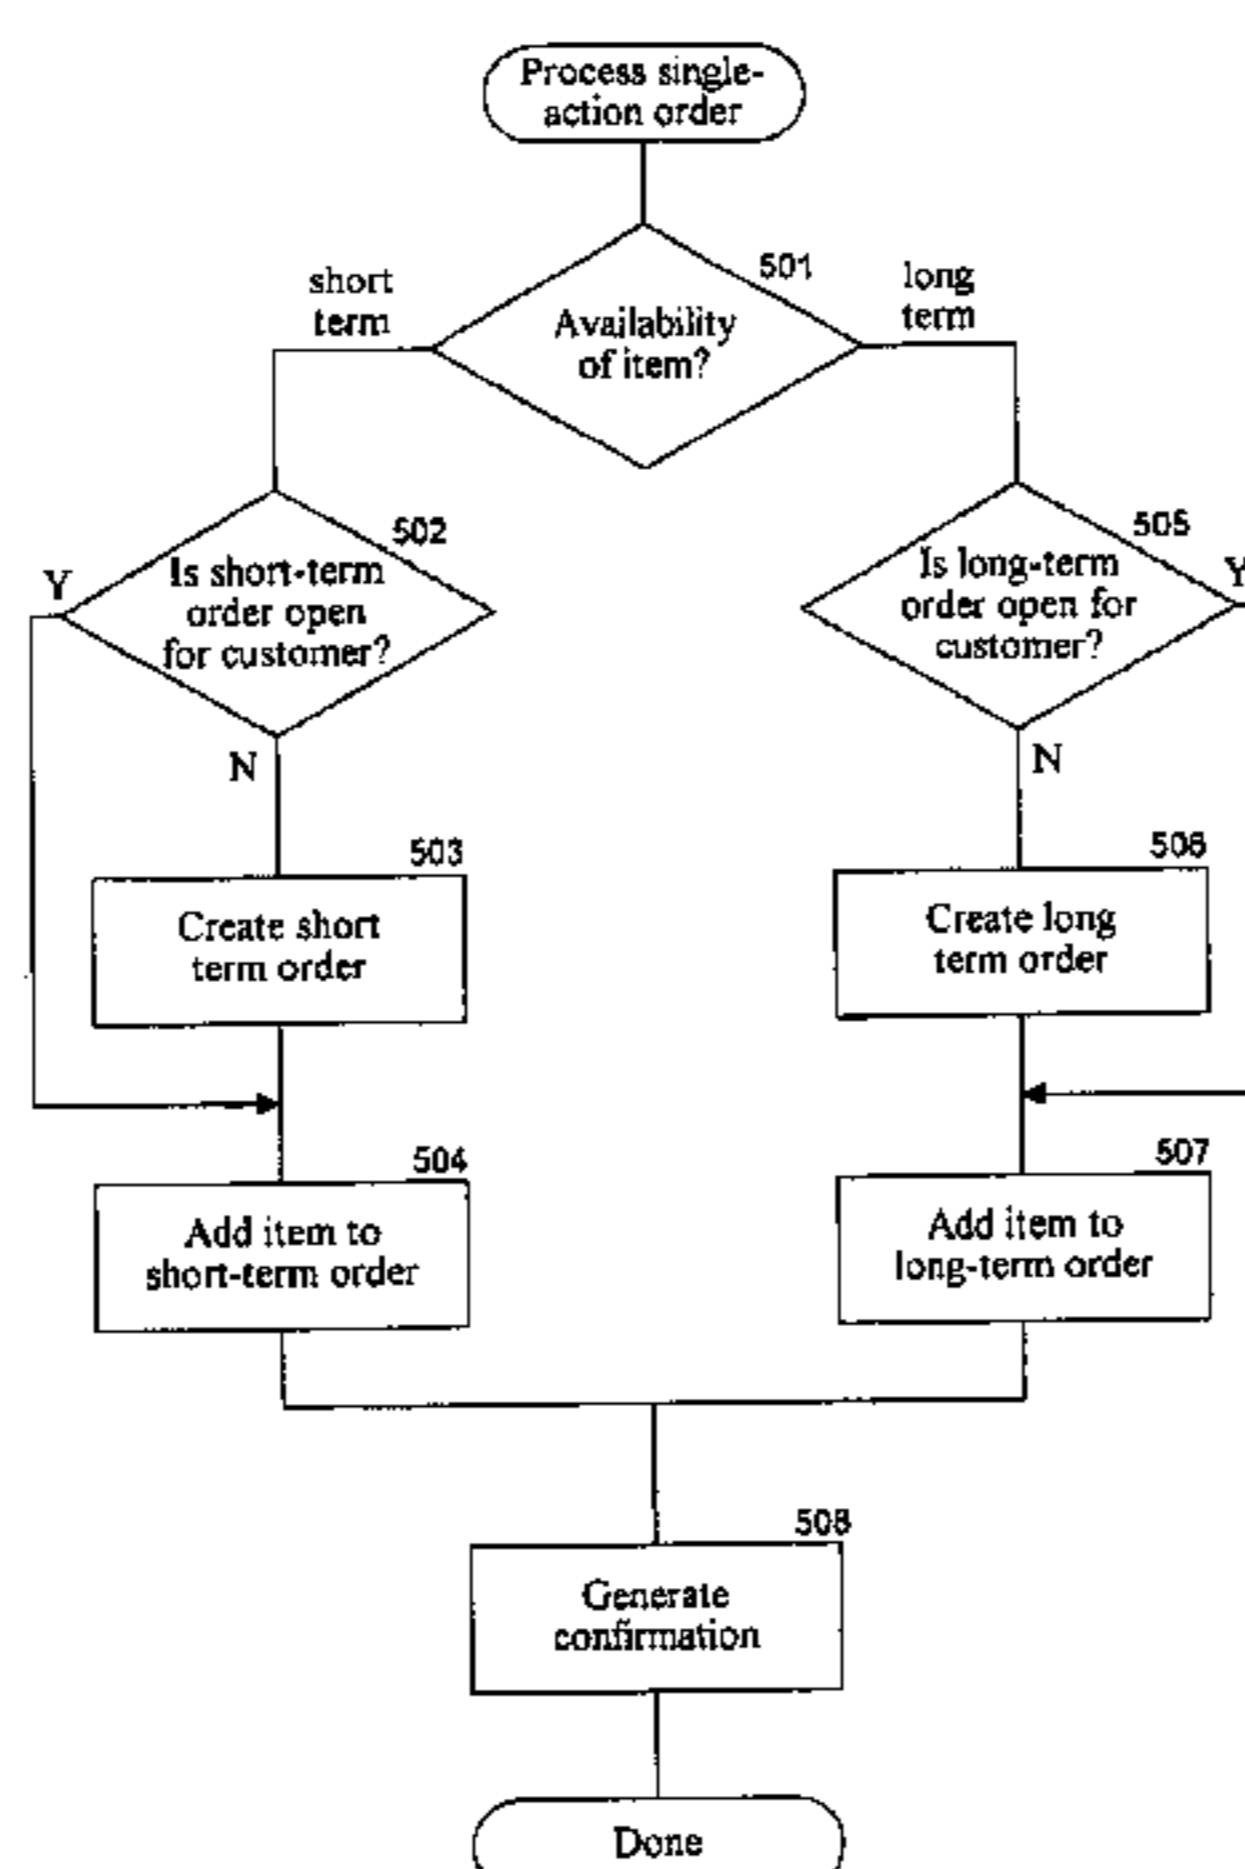 Process single-
action order
501
short
term
long
term
Availability
of item?
502
505
Y
Is short-term
order open
for customer?
Is long-term
order open for
customer?
Y
N
N
503
506
Create short
term order
Create long
term order
504
507
Add item to
short-term order
Add item to
long-term order
508
Generate
confirmation
Done